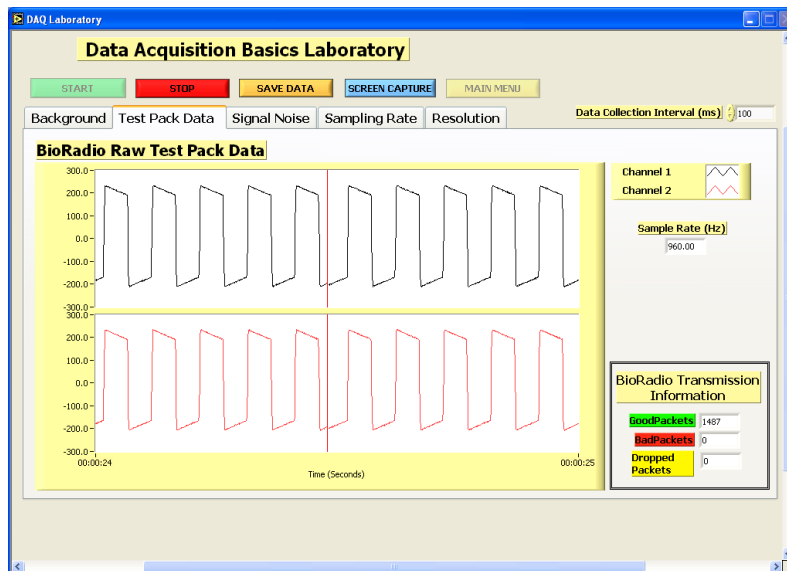 DAQ Laboratory
Data Acquisition Basics Laboratory
START STOP SAVE DATA SCREEN CAPTURE MAIN MENU
Background Test Pack Data Signal Noise Sampling Rate Resolution Data Collection Interval (ms) 100
BioRadio Raw Test Pack Data
300.0
200.0
100.0
0.0
-100.0
-200.0
-300.0
300.0
200.0
100.0
0.0
-100.0
-200.0
-300.0
00:00:24 00:00:25
Time (Seconds)
Channel 1
Channel 2
Sample Rate (Hz)
960.00
BioRadio Transmission
Information
GoodPackets 1487
BadPackets 0
Dropped
Packets 0